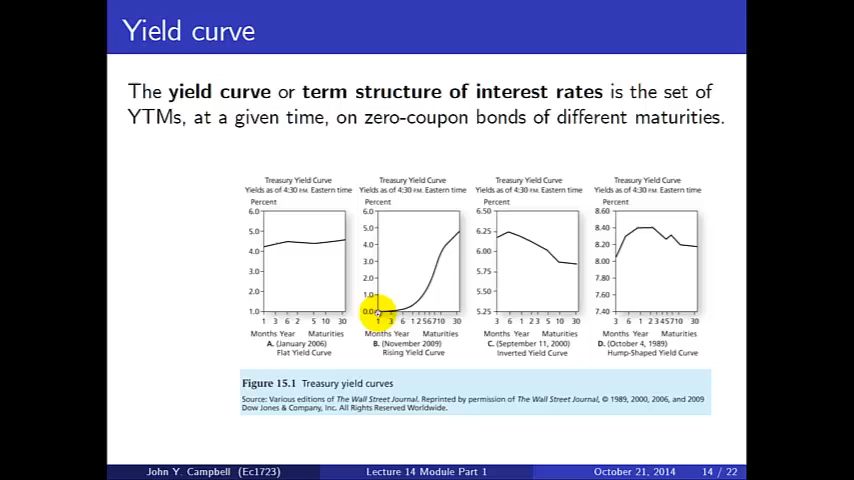 Yield curve
The yield curve or term structure of interest rates is the set of
YTMs, at a given time, on zero-coupon bonds of different maturities.
Treasury Yield Curve
Yields as of 4:30 P.M. Eastern time
Percent
6.0
5.0
4.0
3.0
2.0
1.0
1 3 6 2 5 10 30
Months Year Maturities
A. (January 2006)
Flat Yield Curve
Treasury Yield Curve
Yields as of 4:30 P.M. Eastern time
Percent
6.0
5.0
4.0
3.0
2.0
1.0
0.0
1 3 6 1 2 5 6 7 10 30
Months Year Maturities
B. (November 2009)
Rising Yield Curve
Treasury Yield Curve
Yields as of 4:30 P.M. Eastern time
Percent
6.50
6.25
6.00
5.75
5.50
5.25
3 6 1 2 3 5 10 30
Months Year Maturities
C. (September 11, 2000)
Inverted Yield Curve
Treasury Yield Curve
Yields as of 4:30 P.M. Eastern time
Percent
8.60
8.40
8.20
8.00
7.80
7.60
7.40
3 6 1 2 3 4 5 7 10 30
Months Year Maturities
D. (October 4, 1989)
Hump-Shaped Yield Curve
Figure 15.1 Treasury yield curves
Source: Various editions of The Wall Street Journal. Reprinted by permission of The Wall Street Journal, © 1989, 2000, 2006, and 2009
Dow Jones & Company, Inc. All Rights Reserved Worldwide.
John Y. Campbell (Ec1723) Lecture 14 Module Part 1 October 21, 2014 14 / 22